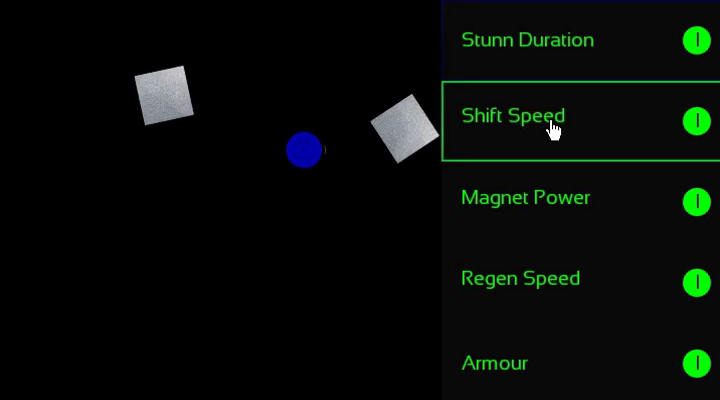 Stunn Duration
Shift Speed
Magnet Power
Regen Speed
Armour